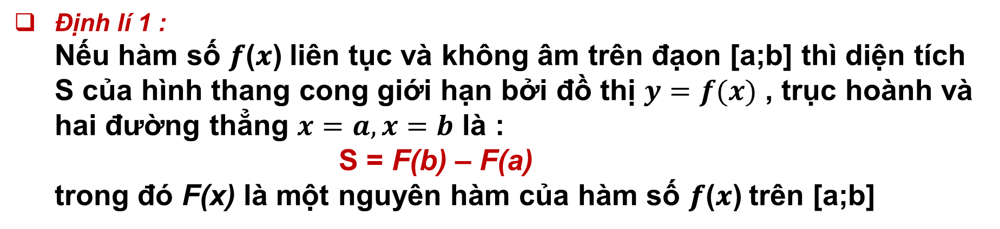 Định lí 1 :
Nếu hàm số f(x) liên tục và không âm trên đạon [a;b] thì diện tích
S của hình thang cong giới hạn bởi đồ thị y = f(x) , trục hoành và
hai đường thẳng x = a, x = b là :
S = F(b) – F(a)
trong đó F(x) là một nguyên hàm của hàm số f(x) trên [a;b]